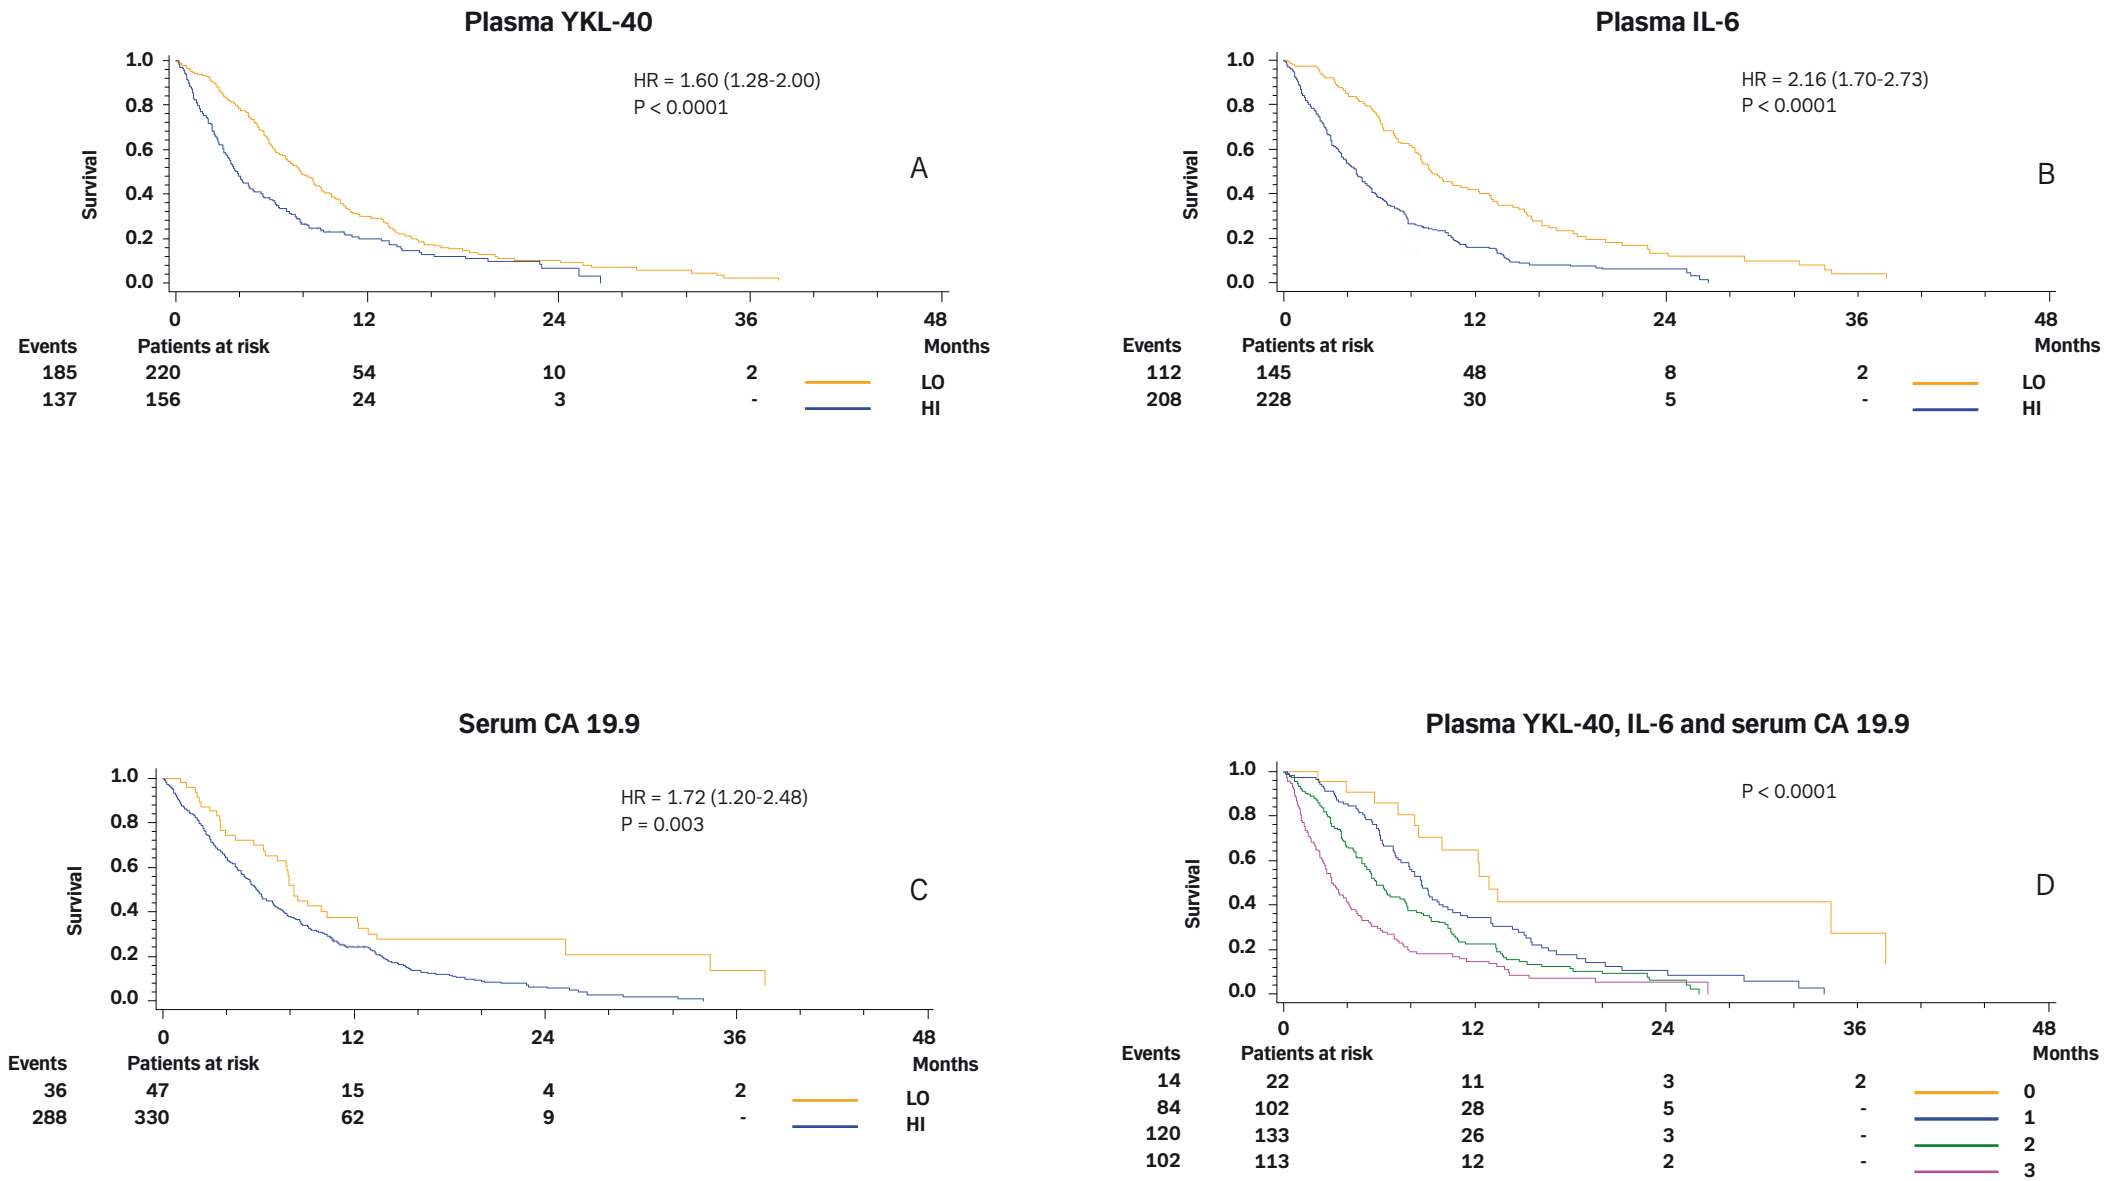 Plasma YKL-40
1.0
0.8
0.6
0.4
0.2
0.0
Survival
HR = 1.60 (1.28-2.00)
P < 0.0001
A
0 12 24 36 48
Events Patients at risk Months
185 220 54 10 2 LO
137 156 24 3 - HI
Plasma IL-6
1.0
0.8
0.6
0.4
0.2
0.0
Survival
HR = 2.16 (1.70-2.73)
P < 0.0001
B
0 12 24 36 48
Events Patients at risk Months
112 145 48 8 2 LO
208 228 30 5 - HI
Serum CA 19.9
1.0
0.8
0.6
0.4
0.2
0.0
Survival
HR = 1.72 (1.20-2.48)
P = 0.003
C
0 12 24 36 48
Events Patients at risk Months
36 47 15 4 2 LO
288 330 62 9 - HI
Plasma YKL-40, IL-6 and serum CA 19.9
1.0
0.8
0.6
0.4
0.2
0.0
Survival
P < 0.0001
D
0 12 24 36 48
Events Patients at risk Months
14 22 11 3 2 0
84 102 28 5 - 1
120 133 26 3 - 2
102 113 12 2 - 3